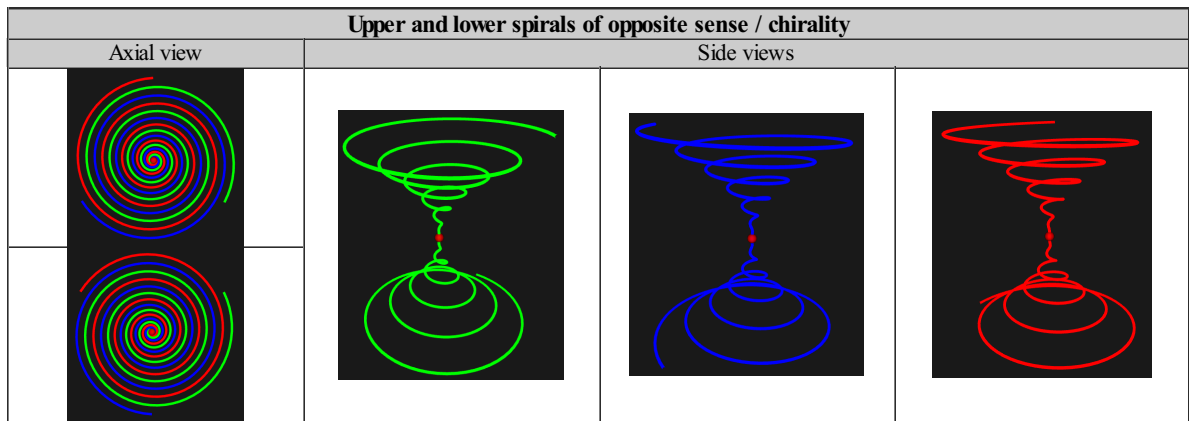 Upper and lower spirals of opposite sense / chirality
Axial view
Side views